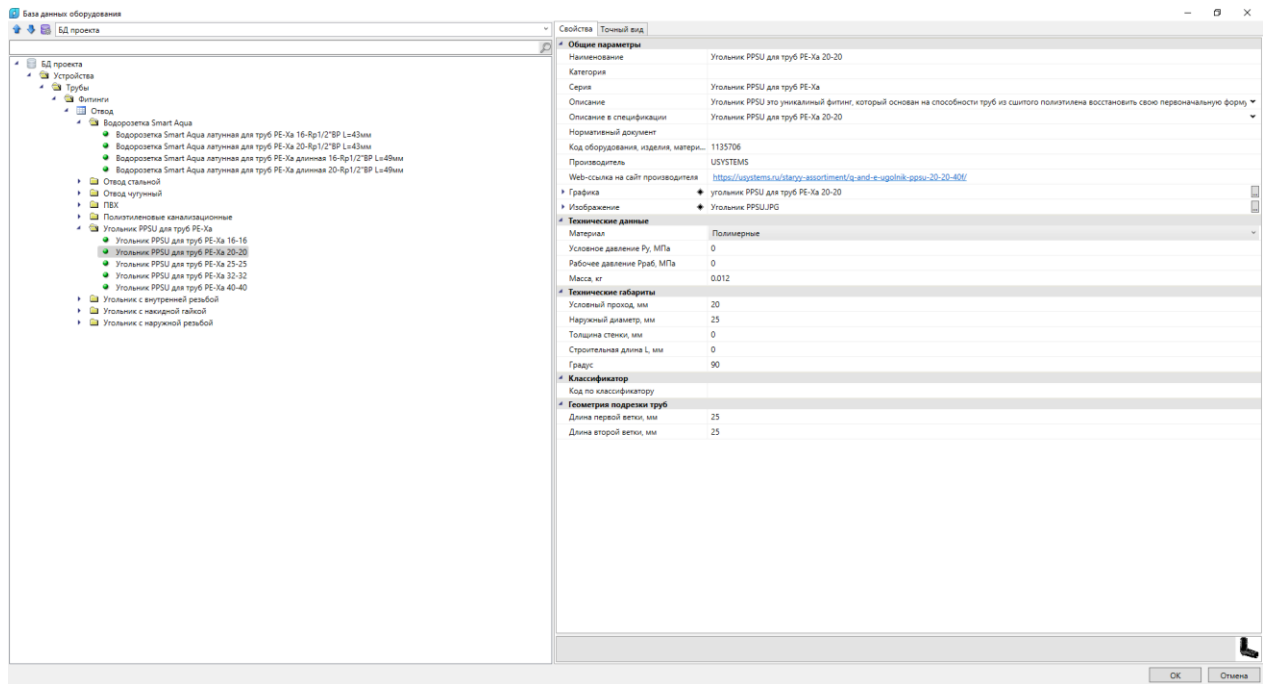 База данных оборудования
БД проекта
Свойства Точный вид
БД проекта
Устройства
Трубы
Фитинги
Отвод
Водорозетка Smart Aqua
Водорозетка Smart Aqua латунная для труб PE-Xa 16-Rp1/2"ВР L=43мм
Водорозетка Smart Aqua латунная для труб PE-Xa 20-Rp1/2"ВР L=43мм
Водорозетка Smart Aqua латунная для труб PE-Xa длинная 16-Rp1/2"ВР L=49мм
Водорозетка Smart Aqua латунная для труб PE-Xa длинная 20-Rp1/2"ВР L=49мм
Отвод стальной
Отвод чугунный
ПВХ
Полиэтиленовые канализационные
Угольник PPSU для труб PE-Xa
Угольник PPSU для труб PE-Xa 16-16
Угольник PPSU для труб PE-Xa 20-20
Угольник PPSU для труб PE-Xa 25-25
Угольник PPSU для труб PE-Xa 32-32
Угольник PPSU для труб PE-Xa 40-40
Угольник с внутренней резьбой
Угольник с накидной гайкой
Угольник с наружной резьбой
Общие параметры
Наименование Угольник PPSU для труб PE-Xa 20-20
Категория
Серия Угольник PPSU для труб PE-Xa
Описание Угольник PPSU это уникалиный фитинг, который основан на способности труб из сшитого полиэтилена восстановить свою первоначальную форму
Описание в спецификации Угольник PPSU для труб PE-Xa 20-20
Нормативный документ
Код оборудования, изделия, матери... 1135706
Производитель USYSTEMS
Web-ссылка на сайт производителя https://usystems.ru/staryy-assortiment/q-and-e-ugolnik-ppsu-20-20-40f/
Графика угольник PPSU для труб PE-Xa 20-20
Изображение Угольник PPSU.JPG
Технические данные
Материал Полимерные
Условное давление Ру, МПа 0
Рабочее давление Рраб, МПа 0
Масса, кг 0.012
Технические габариты
Условный проход, мм 20
Наружный диаметр, мм 25
Толщина стенки, мм 0
Строительная длина L, мм 0
Градус 90
Классификатор
Код по классификатору
Геометрия подрезки труб
Длина первой ветки, мм 25
Длина второй ветки, мм 25
OK Отмена